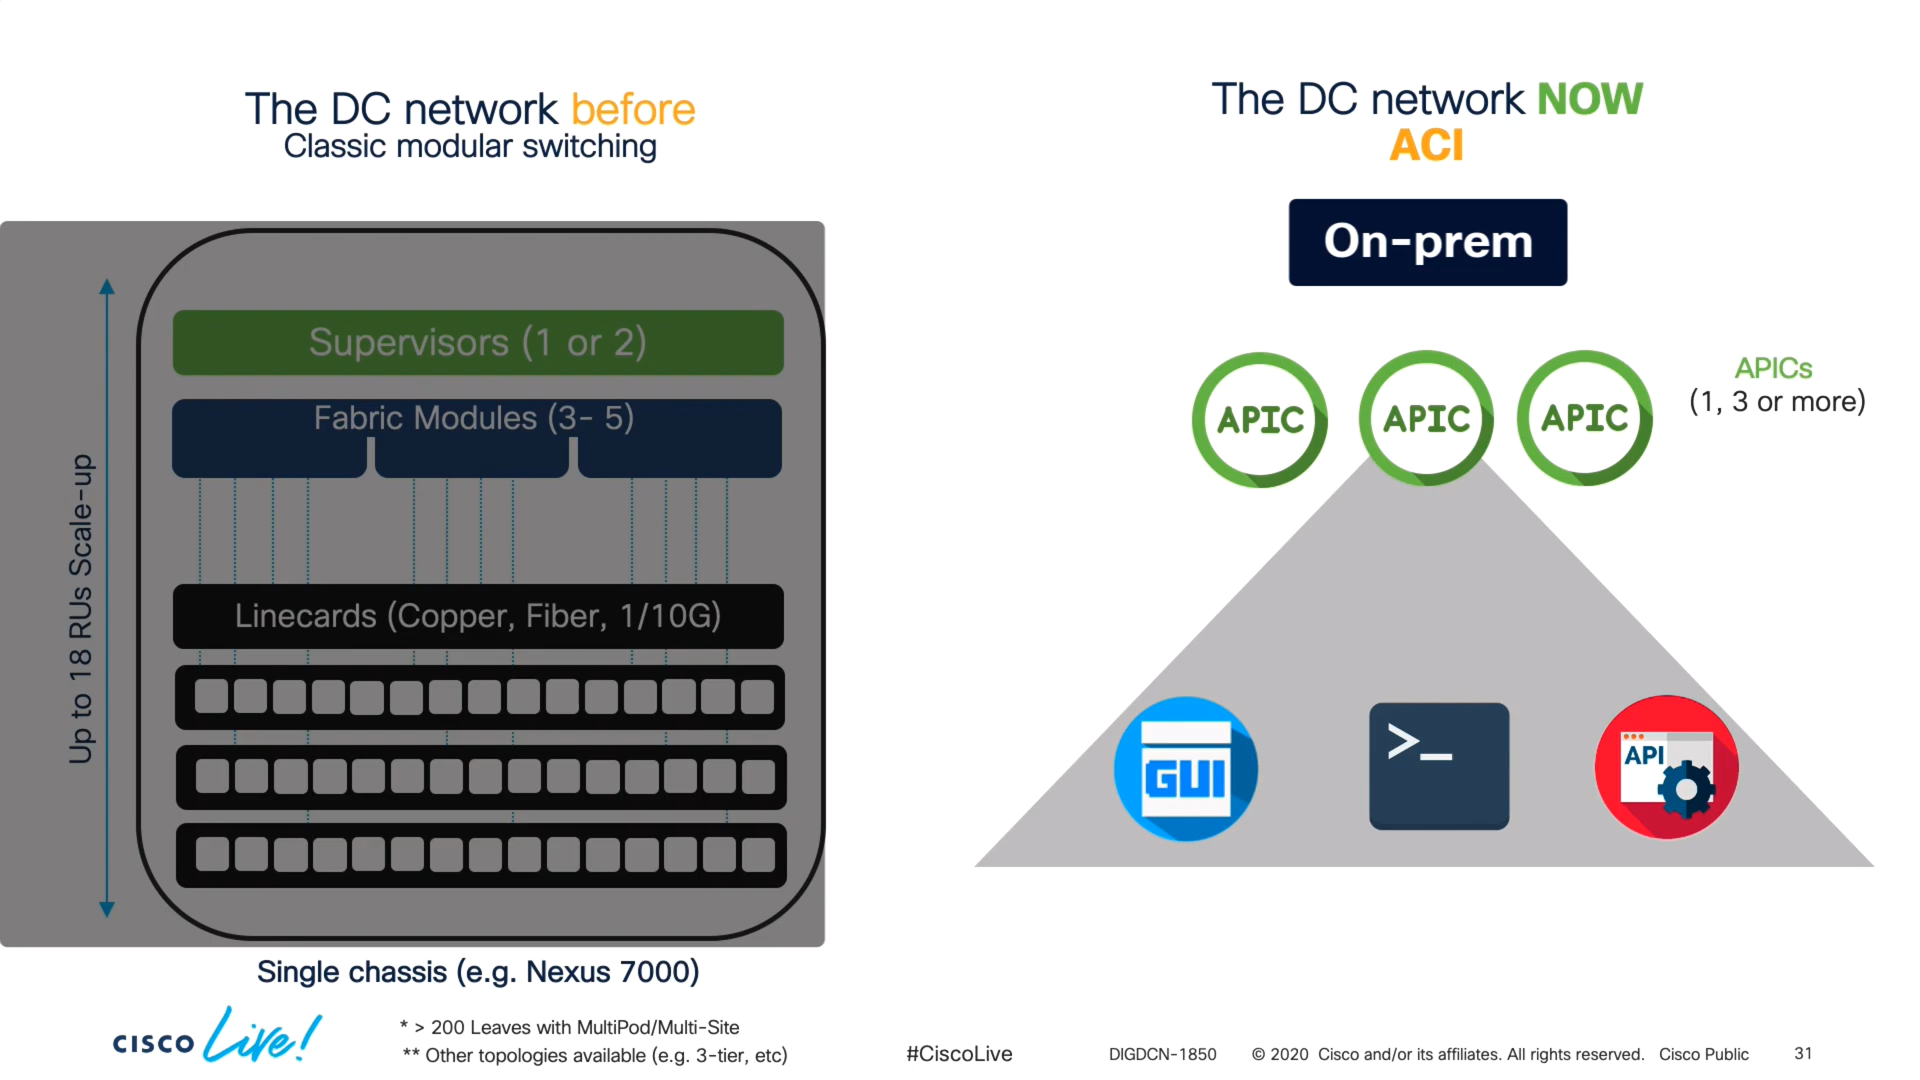 The DC network before
Classic modular switching
Up to 18 RUs Scale-up
Supervisors (1 or 2)
Fabric Modules (3- 5)
Linecards (Copper, Fiber, 1/10G)
Single chassis (e.g. Nexus 7000)
The DC network NOW
ACI
On-prem
APIC
APIC
APIC
APICs
(1, 3 or more)
GUI
>_
API
CISCO Live!
* > 200 Leaves with MultiPod/Multi-Site
** Other topologies available (e.g. 3-tier, etc)
#CiscoLive
DIGDCN-1850
© 2020 Cisco and/or its affiliates. All rights reserved. Cisco Public
31